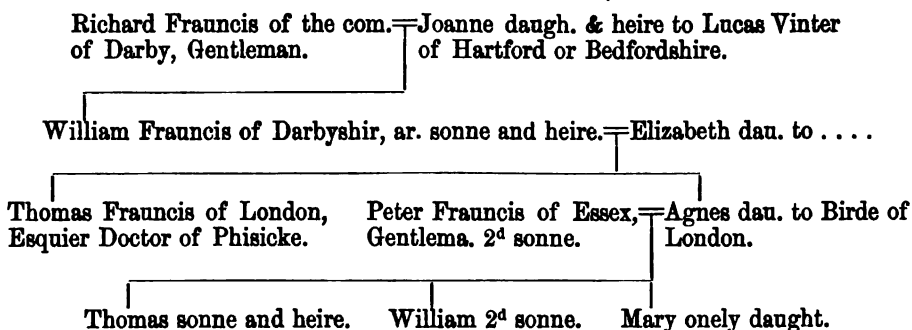 Richard Frauncis of the com. Joanne daugh. & heire to Lucas Vinter
of Darby, Gentleman. of Hartford or Bedfordshire.
William Frauncis of Darbyshir, ar. sonne and heire. Elizabeth dau. to . . . .
Thomas Frauncis of London, Peter Frauncis of Essex, Agnes dau. to Birde of
Esquier Doctor of Phisicke. Gentlema. 2ᵈ sonne. London.
Thomas sonne and heire. William 2ᵈ sonne. Mary onely daught.